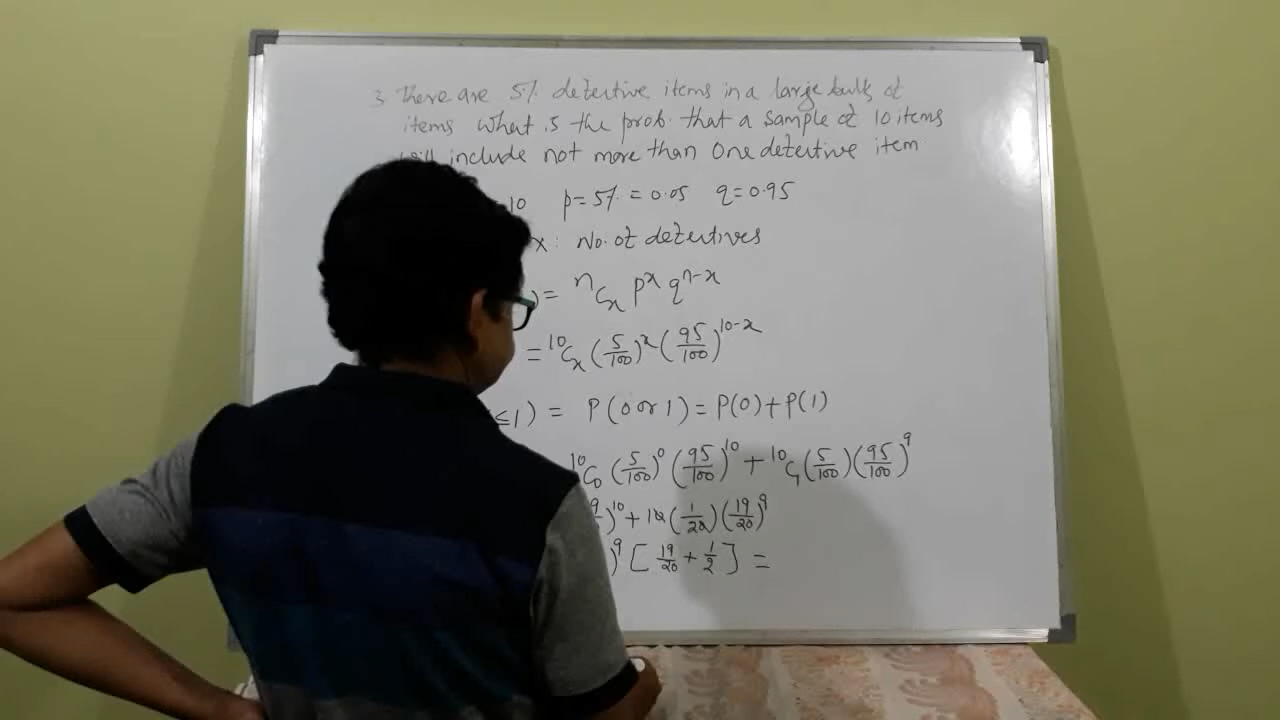 3. There are 5% defective items in a large bulk of
items What is the prob. that a sample of 10 items
will include not more than One defective item
10 p=5% = 0.05 q=0.95
x: No. of defectives
) = ⁿCₓ pˣ qⁿ⁻ˣ
= ¹⁰Cₓ (5/100)ˣ (95/100)¹⁰⁻ˣ
≤1) = P(0 or 1) = P(0)+P(1)
¹⁰C₀ (5/100)⁰ (95/100)¹⁰ + ¹⁰C₁ (5/100)(95/100)⁹
)¹⁰ + 10 (1/20)(19/20)⁹
)⁹ [19/20 + 1/2] =